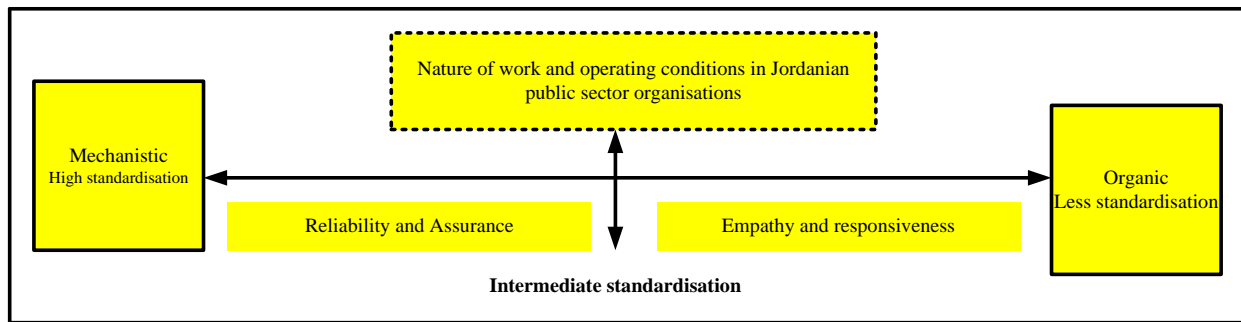 Nature of work and operating conditions in Jordanian
public sector organisations
Mechanistic
High standardisation
Organic
Less standardisation
Reliability and Assurance
Empathy and responsiveness
Intermediate standardisation